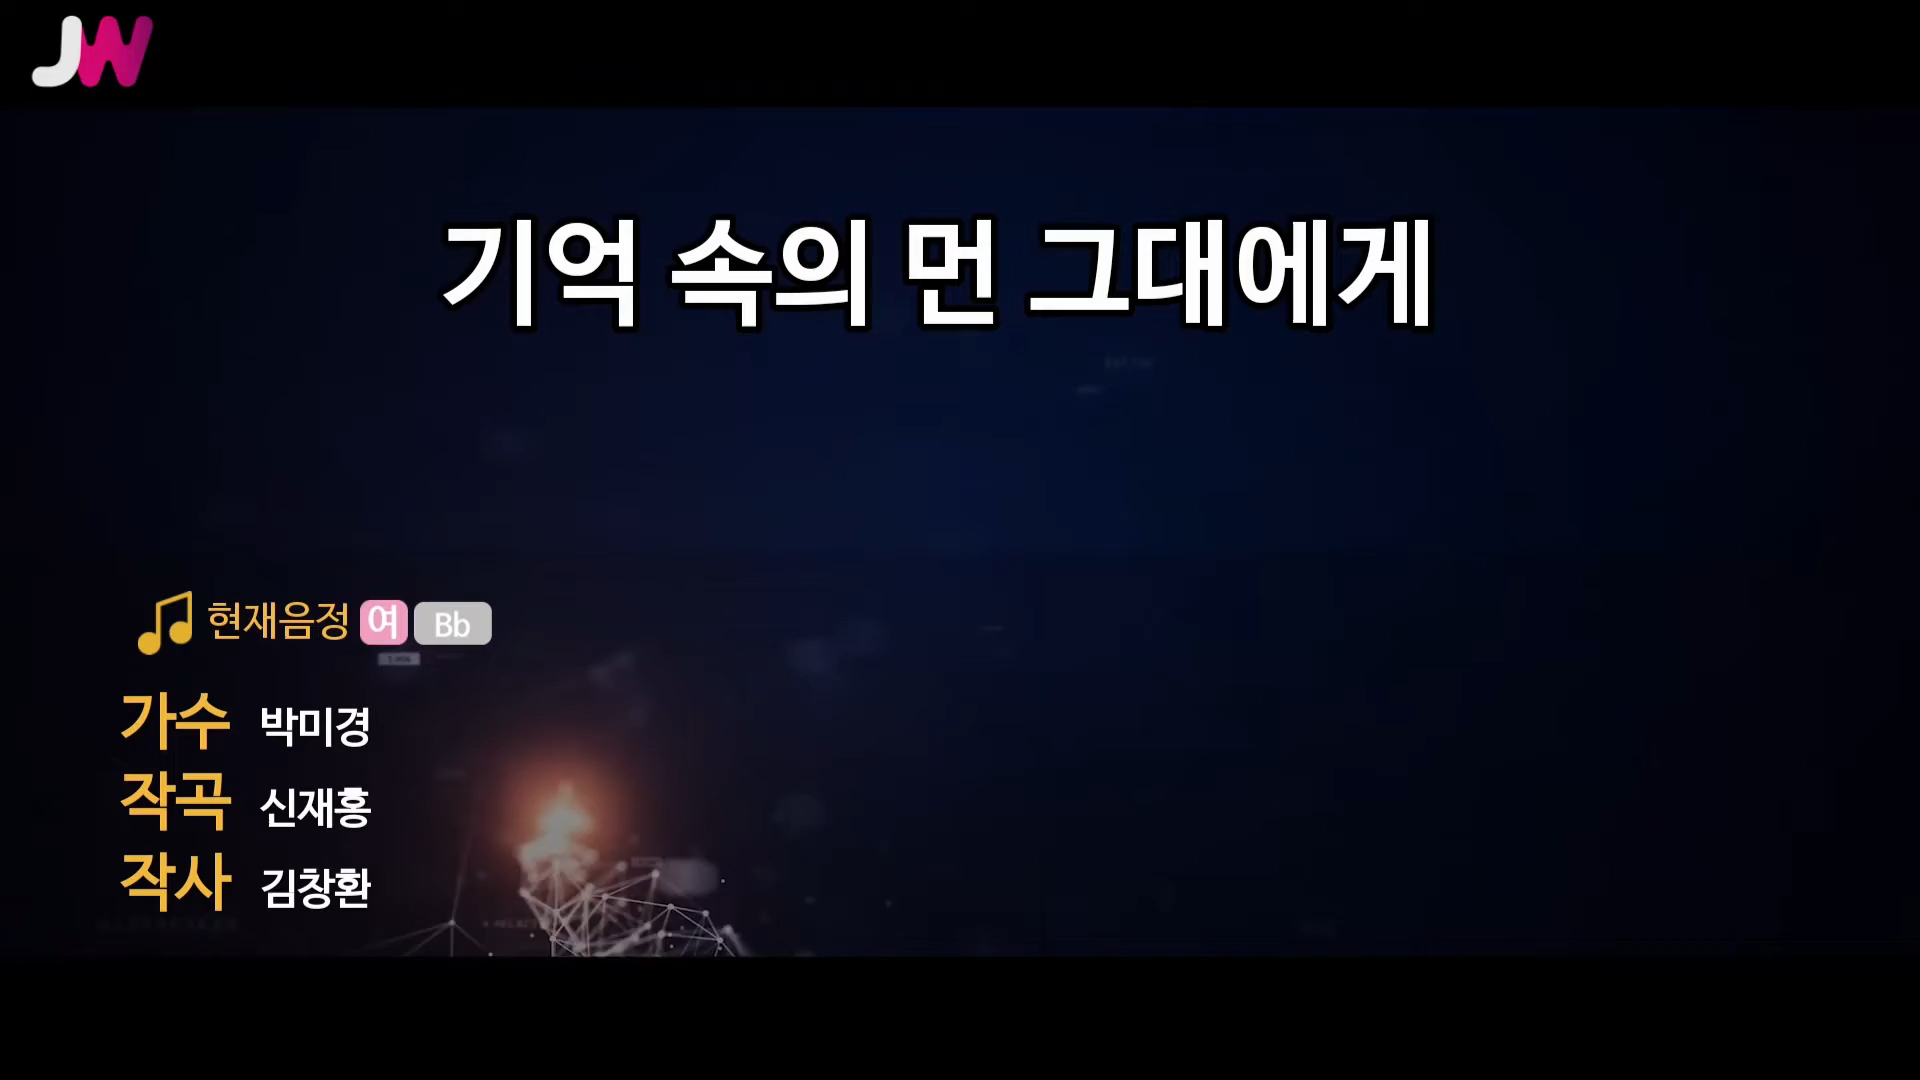 JW
기억 속의 먼 그대에게
현재음정 여 Bb
가수 박미경
작곡 신재홍
작사 김창환